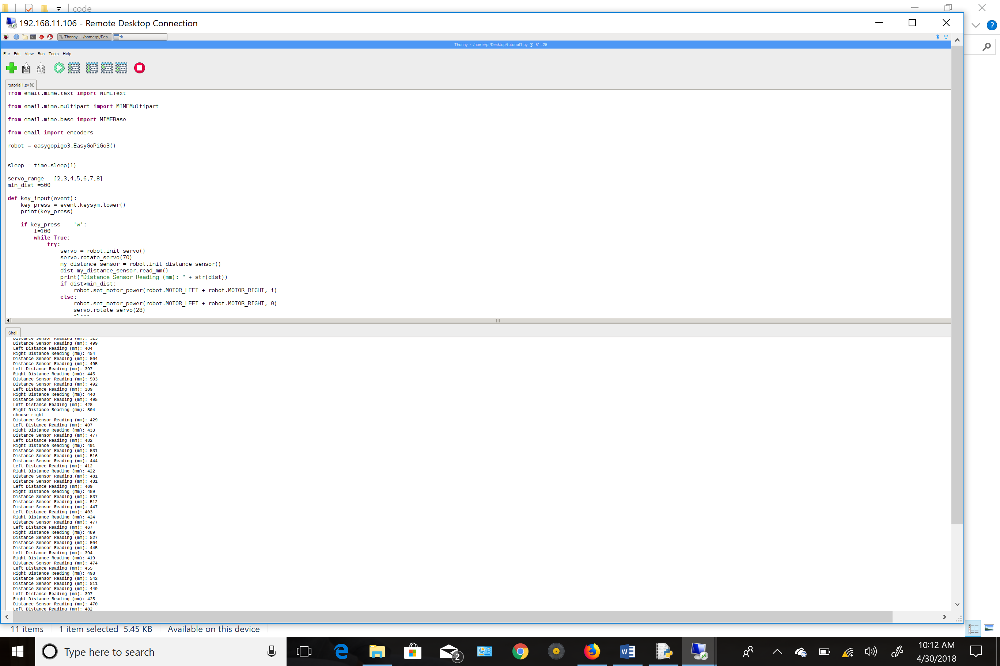 code
192.168.11.106 - Remote Desktop Connection
Thonny - /home/pi/Des...
tk
Thonny - /home/pi/Desktop/tutorial1.py @ 51 : 25
File Edit View Run Tools Help
tutorial1.py
from email.mime.text import MIMEText
from email.mime.multipart import MIMEMultipart
from email.mime.base import MIMEBase
from email import encoders
robot = easygopigo3.EasyGoPiGo3()
sleep = time.sleep(1)
servo_range = [2,3,4,5,6,7,8]
min_dist =500
def key_input(event):
key_press = event.keysym.lower()
print(key_press)
if key_press == 'w':
i=100
while True:
try:
servo = robot.init_servo()
servo.rotate_servo(70)
my_distance_sensor = robot.init_distance_sensor()
dist=my_distance_sensor.read_mm()
print("Distance Sensor Reading (mm): " + str(dist))
if dist>min_dist:
robot.set_motor_power(robot.MOTOR_LEFT + robot.MOTOR_RIGHT, i)
else:
robot.set_motor_power(robot.MOTOR_LEFT + robot.MOTOR_RIGHT, 0)
servo.rotate_servo(28)
sleep
Shell
Distance Sensor Reading (mm): 523
Distance Sensor Reading (mm): 499
Left Distance Reading (mm): 404
Right Distance Reading (mm): 454
Distance Sensor Reading (mm): 504
Distance Sensor Reading (mm): 495
Left Distance Reading (mm): 397
Right Distance Reading (mm): 445
Distance Sensor Reading (mm): 503
Distance Sensor Reading (mm): 492
Left Distance Reading (mm): 389
Right Distance Reading (mm): 440
Distance Sensor Reading (mm): 495
Left Distance Reading (mm): 428
Right Distance Reading (mm): 504
choose right
Distance Sensor Reading (mm): 429
Left Distance Reading (mm): 407
Right Distance Reading (mm): 433
Distance Sensor Reading (mm): 477
Left Distance Reading (mm): 482
Right Distance Reading (mm): 491
Distance Sensor Reading (mm): 531
Distance Sensor Reading (mm): 516
Distance Sensor Reading (mm): 444
Left Distance Reading (mm): 412
Right Distance Reading (mm): 422
Distance Sensor Reading (mm): 481
Distance Sensor Reading (mm): 481
Left Distance Reading (mm): 469
Right Distance Reading (mm): 489
Distance Sensor Reading (mm): 537
Distance Sensor Reading (mm): 512
Distance Sensor Reading (mm): 447
Left Distance Reading (mm): 403
Right Distance Reading (mm): 424
Distance Sensor Reading (mm): 477
Left Distance Reading (mm): 467
Right Distance Reading (mm): 489
Distance Sensor Reading (mm): 527
Distance Sensor Reading (mm): 504
Distance Sensor Reading (mm): 445
Left Distance Reading (mm): 394
Right Distance Reading (mm): 419
Distance Sensor Reading (mm): 474
Left Distance Reading (mm): 455
Right Distance Reading (mm): 498
Distance Sensor Reading (mm): 542
Distance Sensor Reading (mm): 511
Distance Sensor Reading (mm): 449
Left Distance Reading (mm): 397
Right Distance Reading (mm): 425
Distance Sensor Reading (mm): 470
Left Distance Reading (mm): 482
11 items 1 item selected 5.45 KB Available on this device
Type here to search
2
10:12 AM
4/30/2018